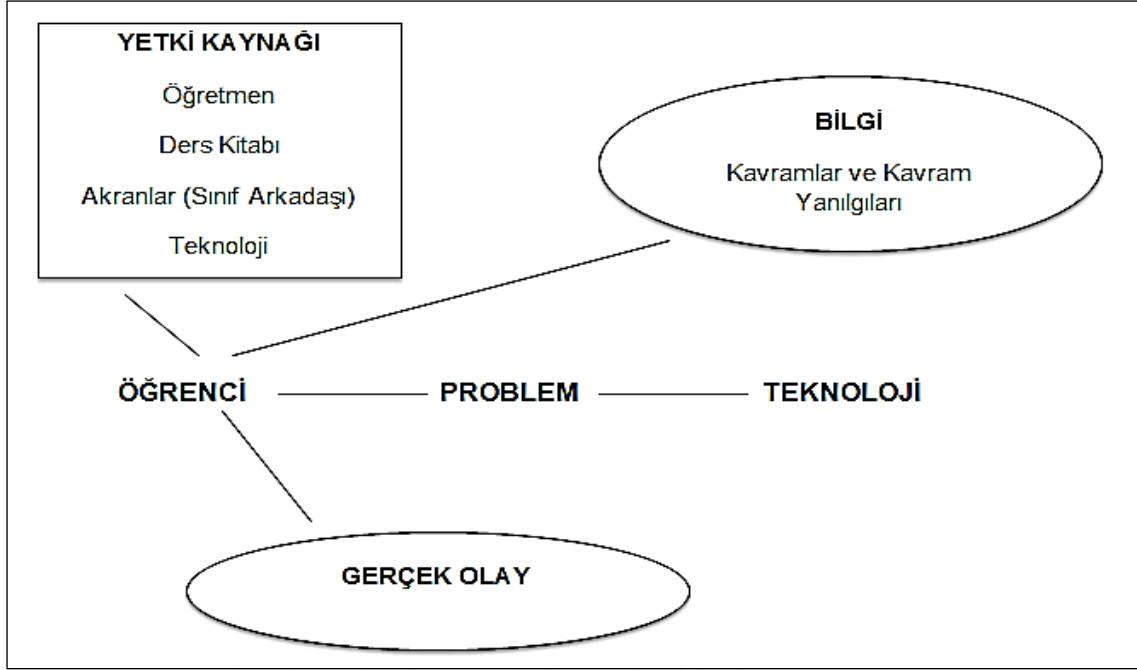 YETKİ KAYNAĞI
Öğretmen
Ders Kitabı
Akranlar (Sınıf Arkadaşı)
Teknoloji
BİLGİ
Kavramlar ve Kavram
Yanılgıları
ÖĞRENCİ
PROBLEM
TEKNOLOJİ
GERÇEK OLAY